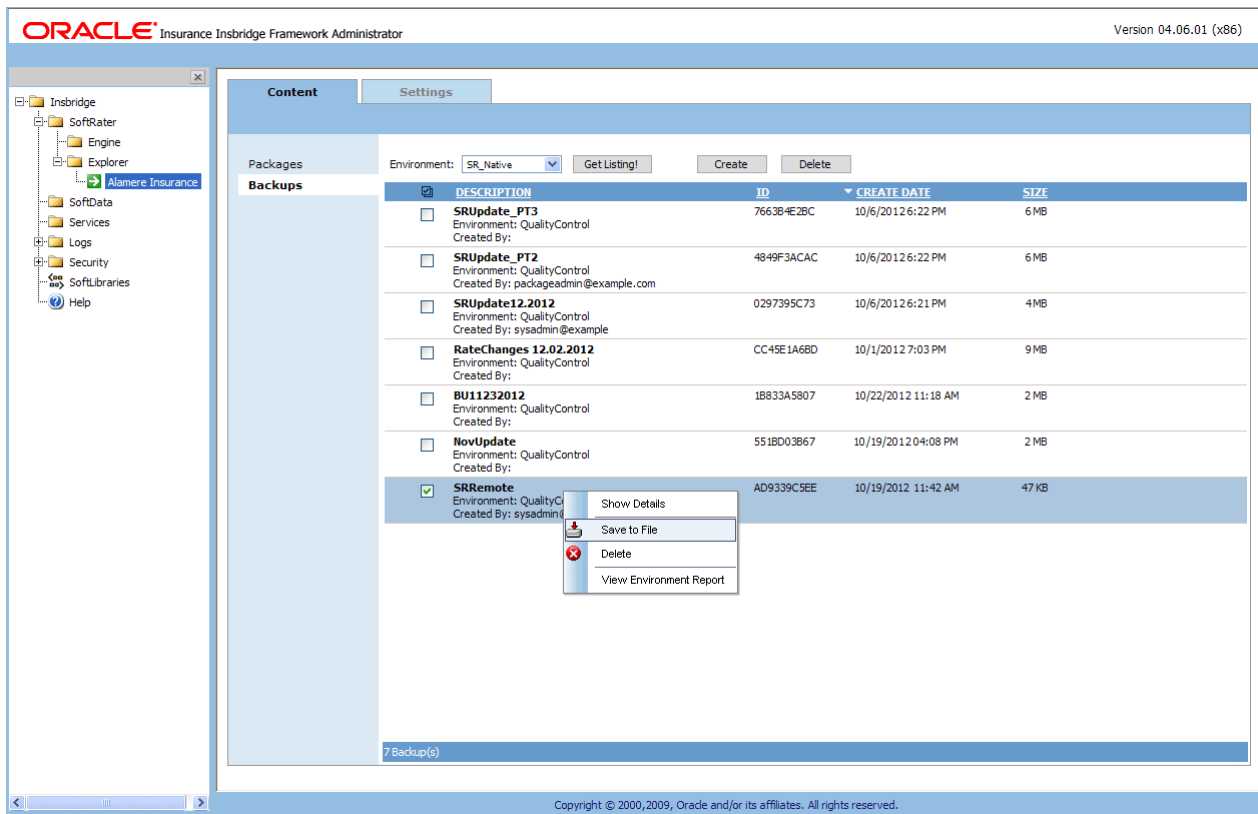 ORACLE Insurance Insbridge Framework Administrator
Version 04.06.01 (x86)
Insbridge
SoftRater
Engine
Explorer
Alamere Insurance
SoftData
Services
Logs
Security
SoftLibraries
Help
Content
Settings
Packages
Backups
Environment: SR_Native Get Listing! Create Delete
DESCRIPTION ID CREATE DATE SIZE
SRUpdate_PT3 7663B4E2BC 10/6/2012 6:22 PM 6 MB
Environment: QualityControl
Created By:
SRUpdate_PT2 4849F3ACAC 10/6/2012 6:22 PM 6 MB
Environment: QualityControl
Created By: packageadmin@example.com
SRUpdate12.2012 0297395C73 10/6/2012 6:21 PM 4 MB
Environment: QualityControl
Created By: sysadmin@example
RateChanges 12.02.2012 CC45E1A6BD 10/1/2012 7:03 PM 9 MB
Environment: QualityControl
Created By:
BU11232012 1B833A5807 10/22/2012 11:18 AM 2 MB
Environment: QualityControl
Created By:
NovUpdate 551BD03B67 10/19/2012 04:08 PM 2 MB
Environment: QualityControl
Created By:
SRRemote AD9339C5EE 10/19/2012 11:42 AM 47 KB
Environment: QualityC
Created By: sysadmin@
Show Details
Save to File
Delete
View Environment Report
7 Backup(s)
Copyright © 2000,2009, Oracle and/or its affiliates. All rights reserved.